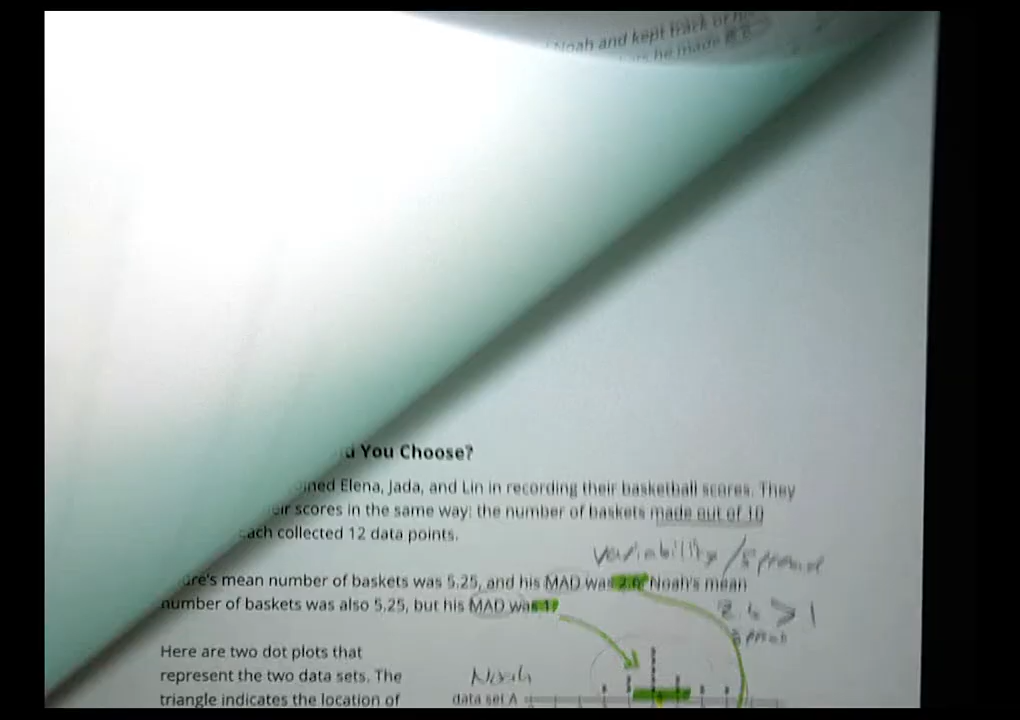 Noah and kept track of
he made
You Choose?
ined Elena, Jada, and Lin in recording their basketball scores. They
eir scores in the same way: the number of baskets made out of 10
ach collected 12 data points.
variability / spread
dre's mean number of baskets was 5.25, and his MAD was 2.6. Noah's mean
number of baskets was also 5.25, but his MAD was 1.
2.6 > 1
spread
Here are two dot plots that
represent the two data sets. The
triangle indicates the location of
Noah
data set A